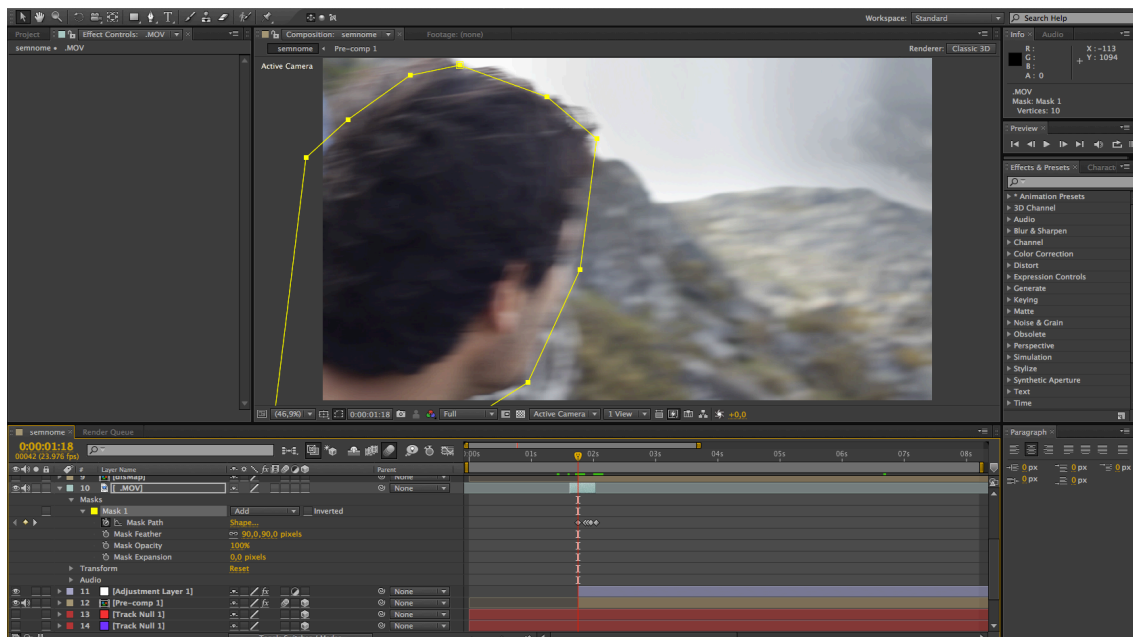 Workspace: Standard
Search Help
Project
Effect Controls: .MOV
Composition: semnome
Footage: (none)
Info
Audio
semnome • .MOV
semnome
Pre-comp 1
Renderer: Classic 3D
Active Camera
R :
G :
B :
A : 0
X : -113
Y : 1094
.MOV
Mask: Mask 1
Vertices: 10
Preview
Effects & Presets
Charact
* Animation Presets
3D Channel
Audio
Blur & Sharpen
Channel
Color Correction
Distort
Expression Controls
Generate
Keying
Matte
Noise & Grain
Obsolete
Perspective
Simulation
Stylize
Synthetic Aperture
Text
Time
(46,9%)
0:00:01:18
Full
Active Camera
1 View
+0,0
semnome
Render Queue
Paragraph
0:00:01:18
00042 (23.976 fps)
:00s 01s 02s 03s 04s 05s 06s 07s 08s
# Layer Name
Parent
0 px 0 px 0 px
0 px 0 px
9 [dismap] None
10 [ .MOV] None
Masks
Mask 1 Add Inverted
Mask Path Shape...
Mask Feather 90,0,90,0 pixels
Mask Opacity 100%
Mask Expansion 0,0 pixels
Transform Reset
Audio
11 [Adjustment Layer 1] None
12 [Pre-comp 1] None
13 [Track Null 1] None
14 [Track Null 1] None